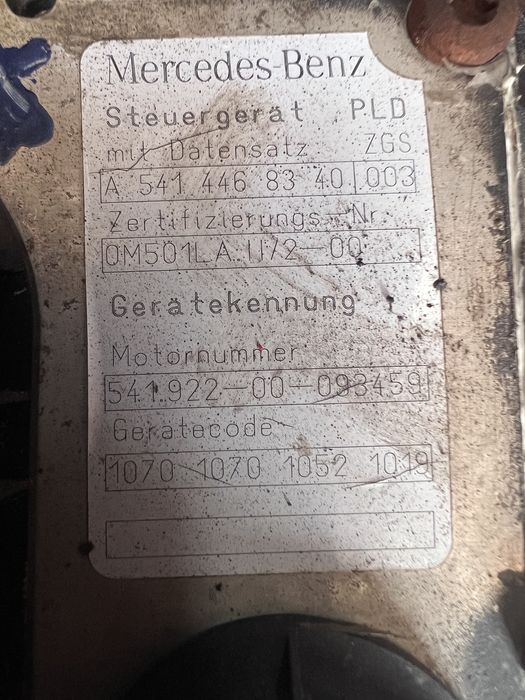 Mercedes-Benz
Steuergerät PLD
mit Datensatz ZGS
A 541 446 83 40 003
Zertifizierungs-Nr.
OM501LA.II/2-00
Gerätekennung
Motornummer
541.922-00-093459
Gerätecode
1070 1070 1052 1019